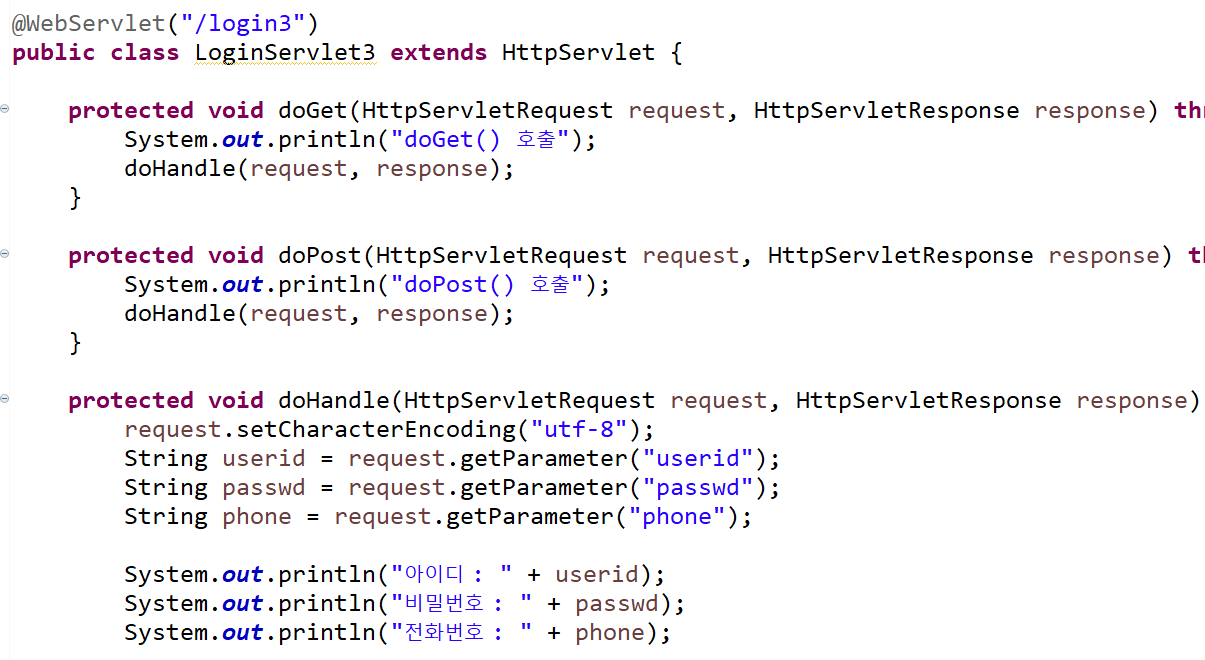 @WebServlet("/login3")
public class LoginServlet3 extends HttpServlet {
protected void doGet(HttpServletRequest request, HttpServletResponse response) thr
System.out.println("doGet() 호출");
doHandle(request, response);
}
protected void doPost(HttpServletRequest request, HttpServletResponse response) th
System.out.println("doPost() 호출");
doHandle(request, response);
}
protected void doHandle(HttpServletRequest request, HttpServletResponse response)
request.setCharacterEncoding("utf-8");
String userid = request.getParameter("userid");
String passwd = request.getParameter("passwd");
String phone = request.getParameter("phone");
System.out.println("아이디 : " + userid);
System.out.println("비밀번호 : " + passwd);
System.out.println("전화번호 : " + phone);